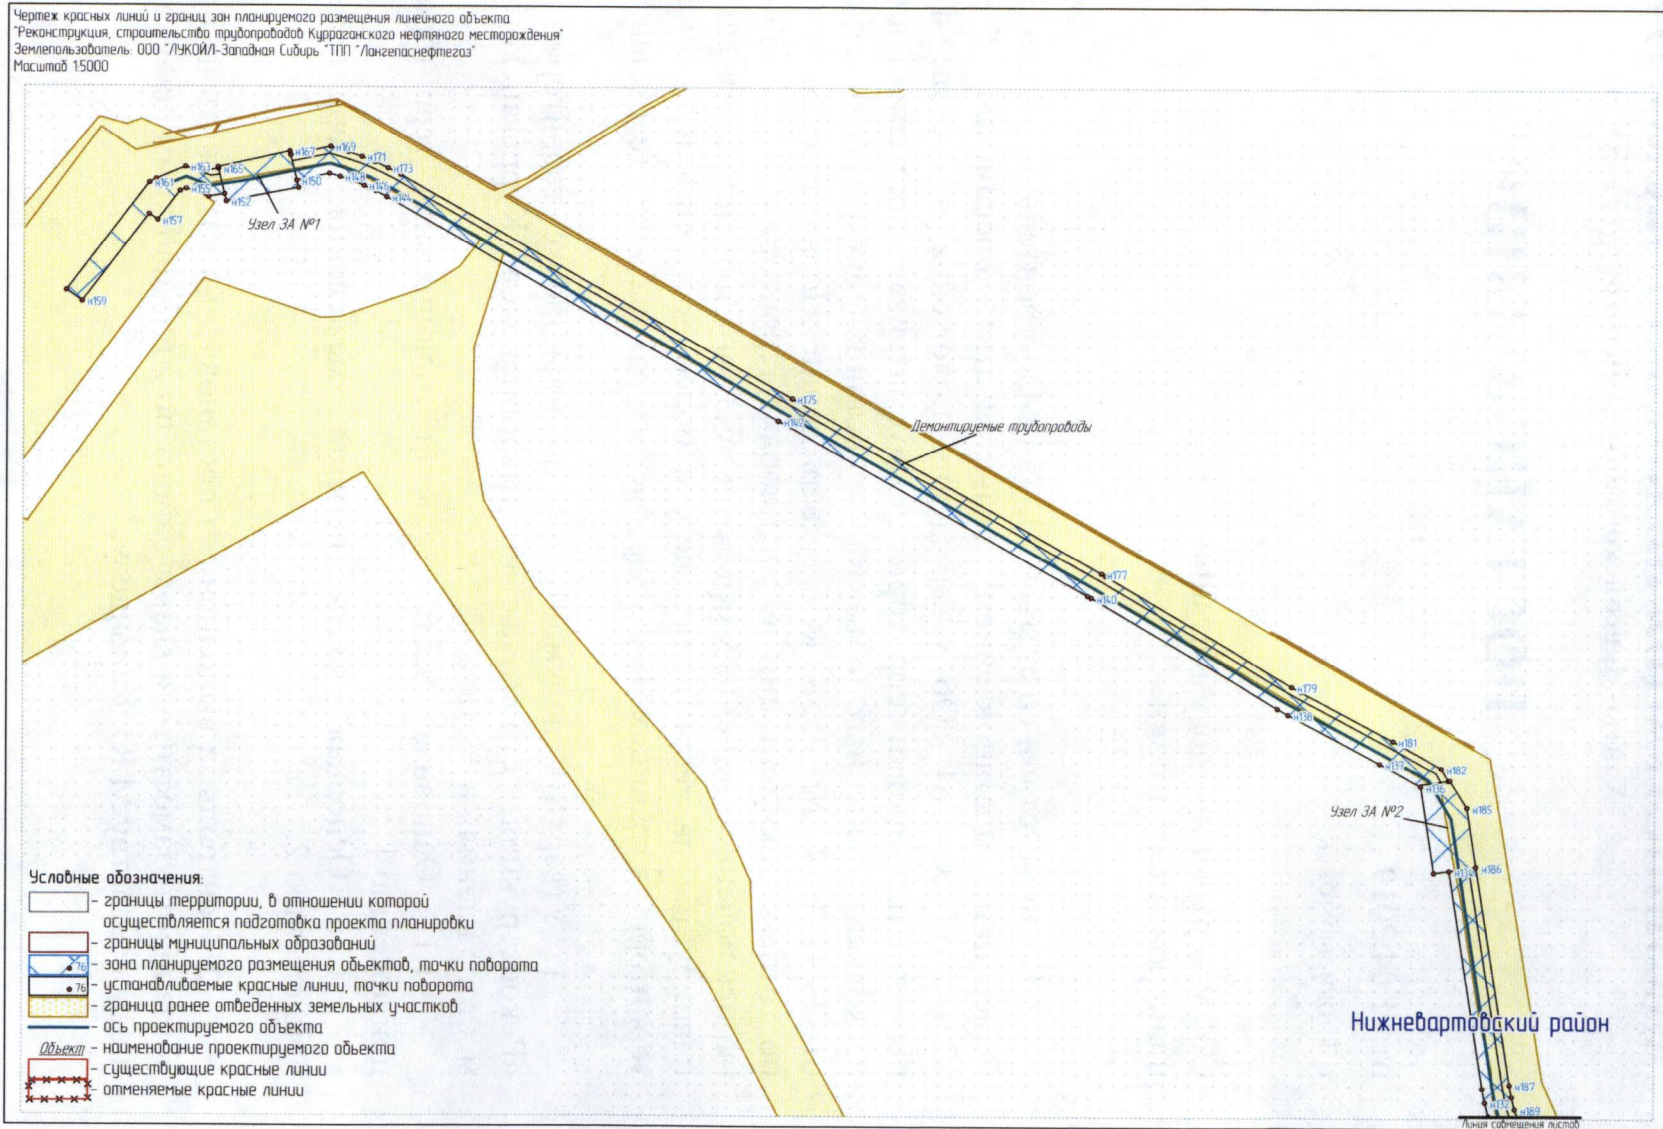 Чертеж красных линий и границ зон планируемого размещения линейного объекта
"Реконструкция, строительство трубопроводов Курраганского нефтяного месторождения"
Землепользователь: ООО "ЛУКОЙЛ-Западная Сибирь "ТПП "Лангепаснефтегаз"
Масштаб 1:5000
н169
н167
н171
н163
н165
н173
н161
н155
н150
н148
н146
н144
н152
н157
Узел ЗА №1
н159
н175
н142
Демонтируемые трубопроводы
н177
н140
н179
н138
н181
н137
н182
н136
н185
Узел ЗА №2
н186
н134
Условные обозначения:
- границы территории, в отношении которой
осуществляется подготовка проекта планировки
- границы муниципальных образований
76 - зона планируемого размещения объектов, точки поворота
76 - устанавливаемые красные линии, точки поворота
- граница ранее отведенных земельных участков
- ось проектируемого объекта
Объект - наименование проектируемого объекта
- существующие красные линии
- отменяемые красные линии
Нижневартовский район
н187
н132
н189
Линия совмещения листов